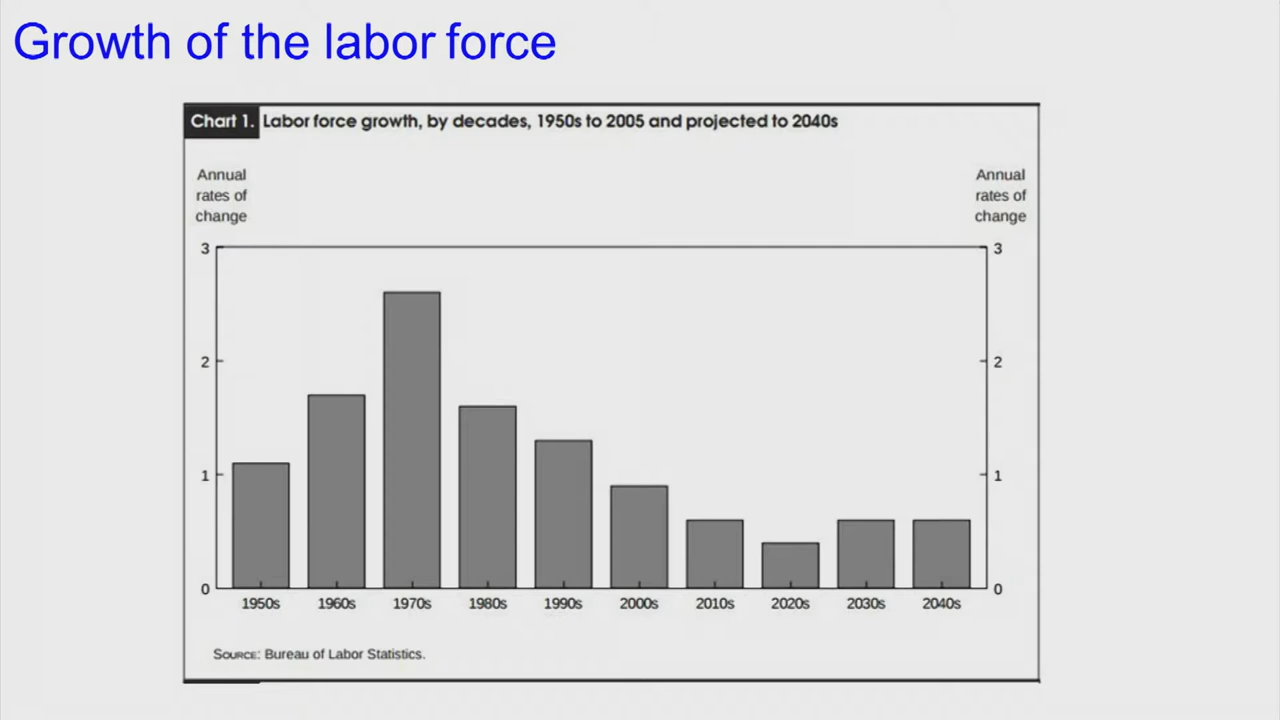 Growth of the labor force
Chart 1. Labor force growth, by decades, 1950s to 2005 and projected to 2040s
Annual
rates of
change
Annual
rates of
change
3
3
2
2
1
1
0
0
1950s 1960s 1970s 1980s 1990s 2000s 2010s 2020s 2030s 2040s
SOURCE: Bureau of Labor Statistics.